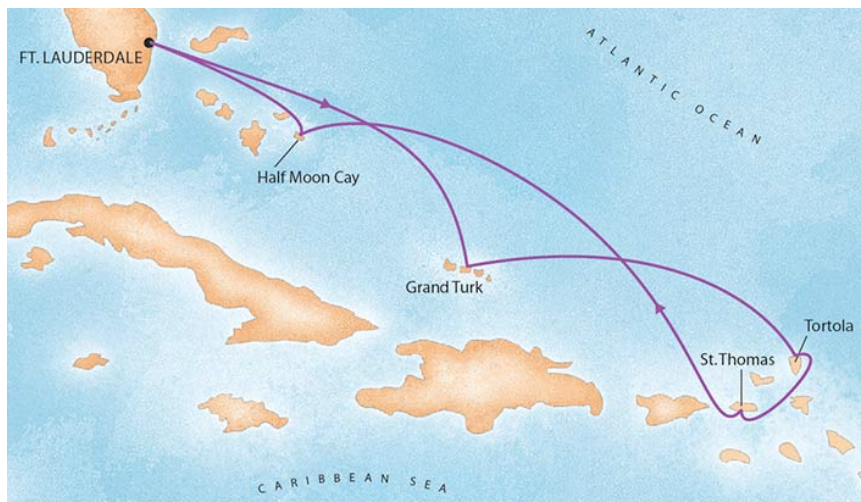 FT. LAUDERDALE
ATLANTIC OCEAN
Half Moon Cay
Grand Turk
Tortola
St.Thomas
CARIBBEAN SEA